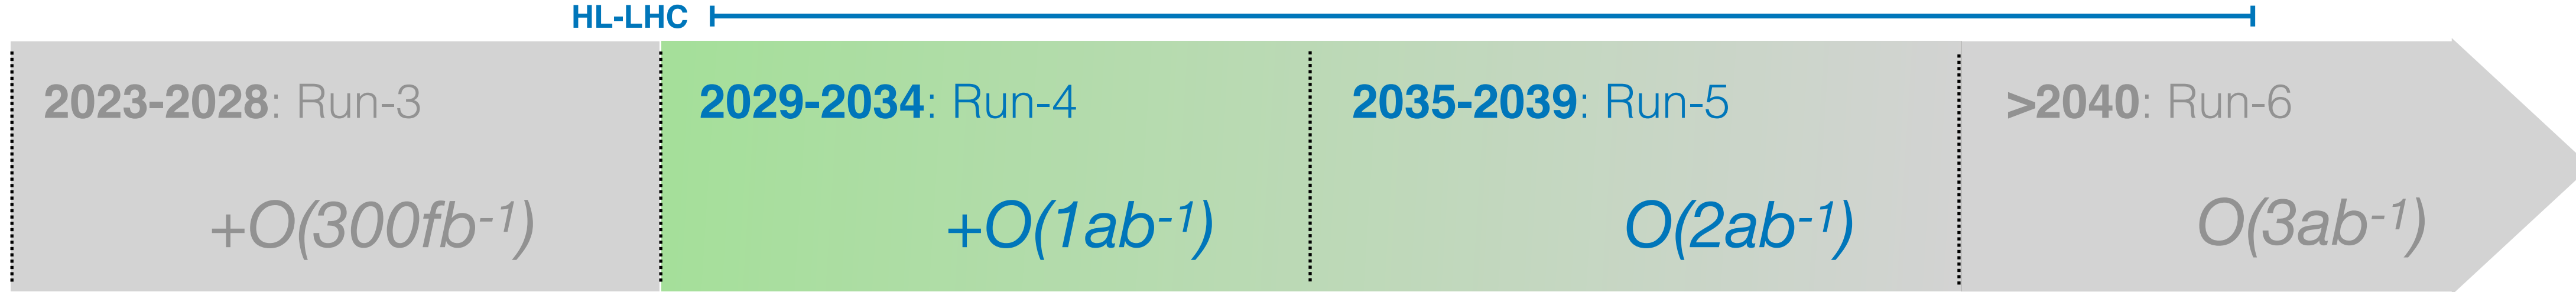 HL-LHC
2023-2028: Run-3
+O(300fb⁻¹)
2029-2034: Run-4
+O(1ab⁻¹)
2035-2039: Run-5
O(2ab⁻¹)
>2040: Run-6
O(3ab⁻¹)